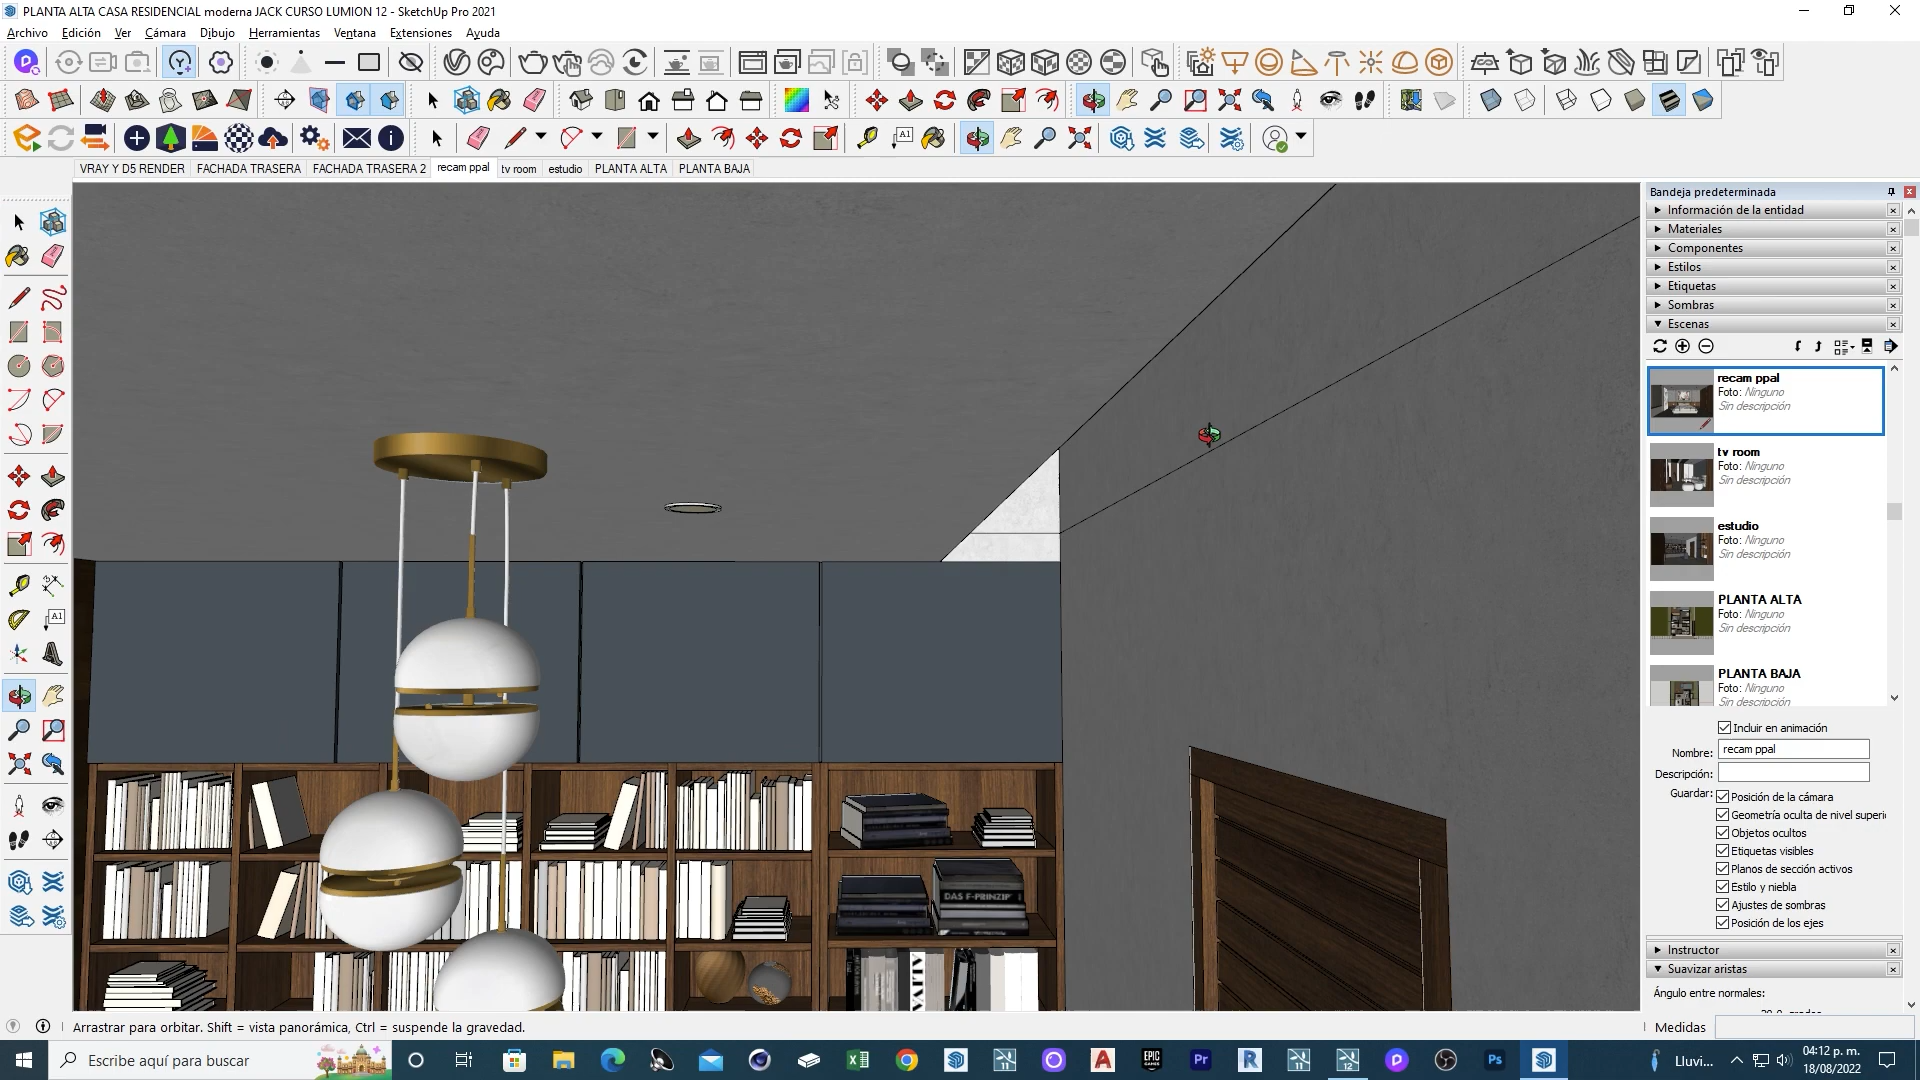 PLANTA ALTA CASA RESIDENCIAL moderna JACK CURSO LUMION 12 - SketchUp Pro 2021
Archivo Edición Ver Cámara Dibujo Herramientas Ventana Extensiones Ayuda
VRAY Y D5 RENDER FACHADA TRASERA FACHADA TRASERA 2 recam ppal tv room estudio PLANTA ALTA PLANTA BAJA
Bandeja predeterminada
Información de la entidad
Materiales
Componentes
Estilos
Etiquetas
Sombras
Escenas
recam ppal
Foto: Ninguno
Sin descripción
tv room
Foto: Ninguno
Sin descripción
estudio
Foto: Ninguno
Sin descripción
PLANTA ALTA
Foto: Ninguno
Sin descripción
PLANTA BAJA
Foto: Ninguno
Sin descripción
Incluir en animación
Nombre: recam ppal
Descripción:
Guardar: Posición de la cámara
Geometría oculta de nivel superi
Objetos ocultos
Etiquetas visibles
Planos de sección activos
Estilo y niebla
Ajustes de sombras
Posición de los ejes
Instructor
Suavizar aristas
Ángulo entre normales:
DAS F-PRINZIP
Arrastrar para orbitar. Shift = vista panorámica, Ctrl = suspende la gravedad.
Medidas
Escribe aquí para buscar
11
EPIC GAMES
Pr
R
11
12
Ps
Lluvi...
04:12 p. m.
18/08/2022